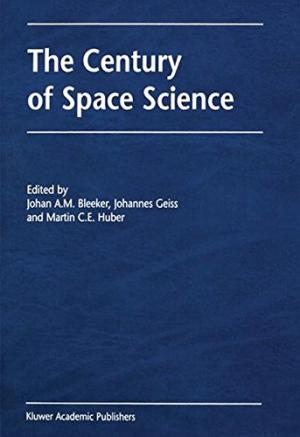 The Century
of Space Science
Edited by
Johan A.M. Bleeker, Johannes Geiss
and Martin C.E. Huber
Kluwer Academic Publishers